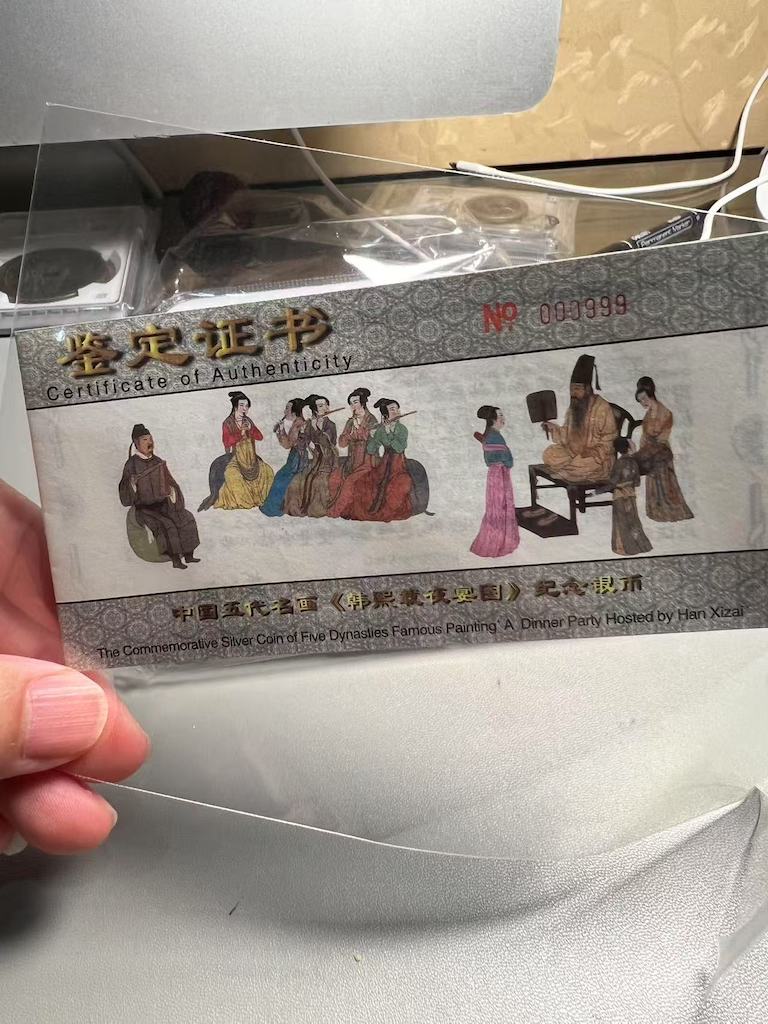 鉴定证书
Certificate of Authenticity
No. 000999
中国五代名画《韩熙载夜宴图》纪念银币
The Commemorative Silver Coin of Five Dynasties Famous Painting' A Dinner Party Hosted by Han Xizai'
Permanent Marker